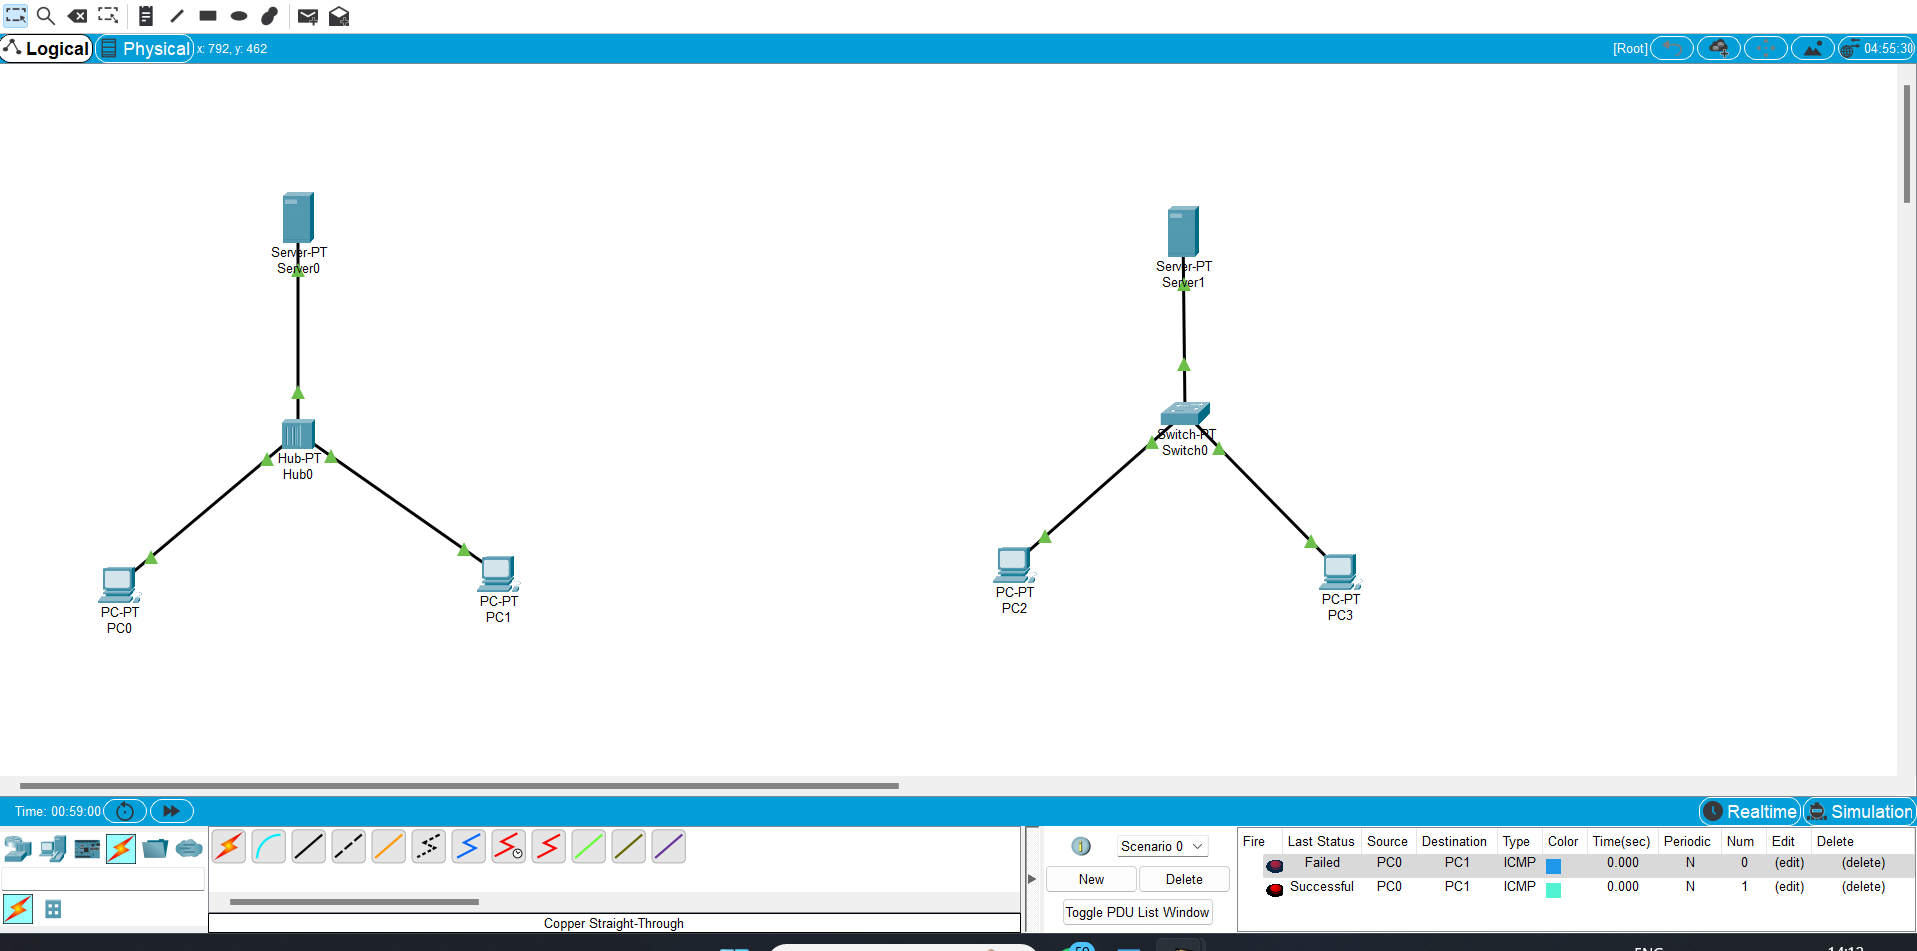 Logical Physical x: 792, y: 462 [Root] 04:55:30
Server-PT
Server0
Server-PT
Server1
Hub-PT
Hub0
Switch-PT
Switch0
PC-PT
PC0
PC-PT
PC1
PC-PT
PC2
PC-PT
PC3
Time: 00:59:00 Realtime Simulation
Copper Straight-Through
Scenario 0
New Delete
Toggle PDU List Window
Fire Last Status Source Destination Type Color Time(sec) Periodic Num Edit Delete
Failed PC0 PC1 ICMP 0.000 N 0 (edit) (delete)
Successful PC0 PC1 ICMP 0.000 N 1 (edit) (delete)